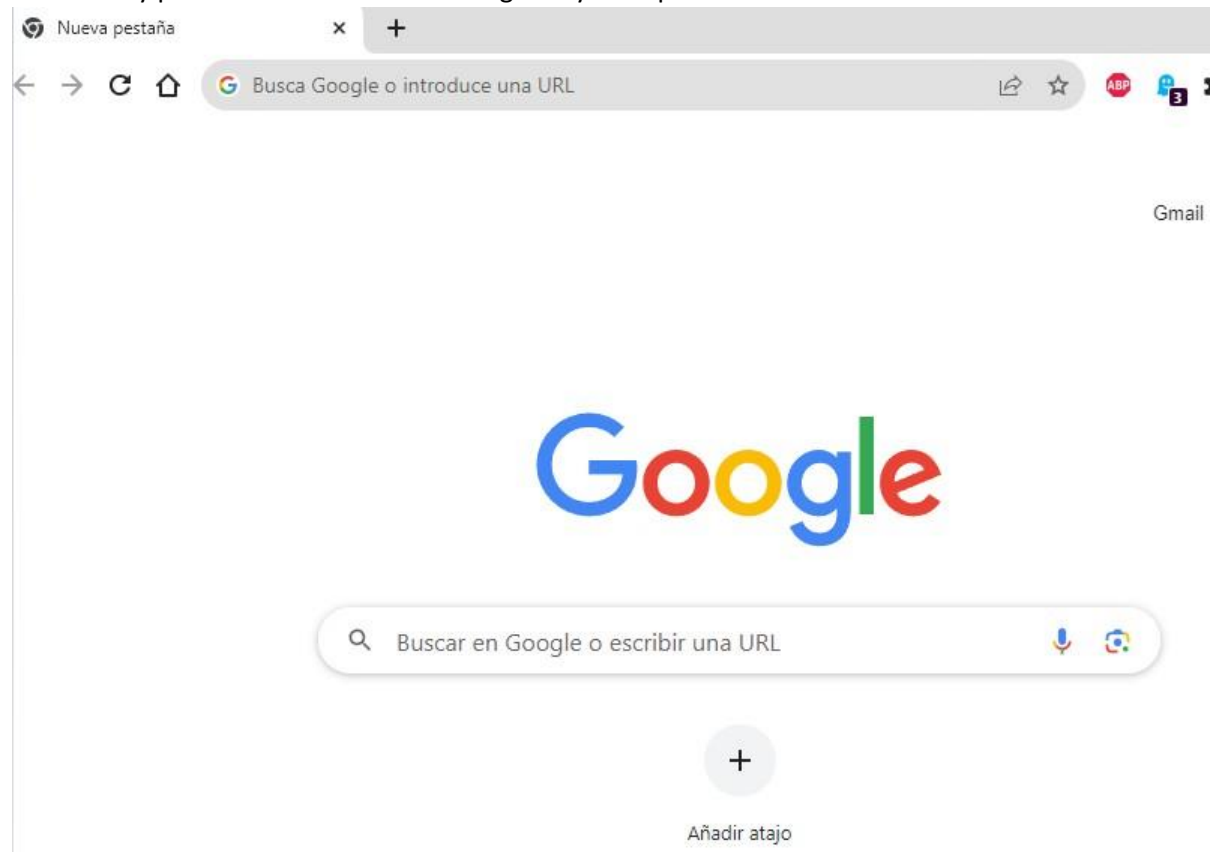 Nueva pestaña
Busca Google o introduce una URL
ABP
3
Gmail
Google
Buscar en Google o escribir una URL
Añadir atajo